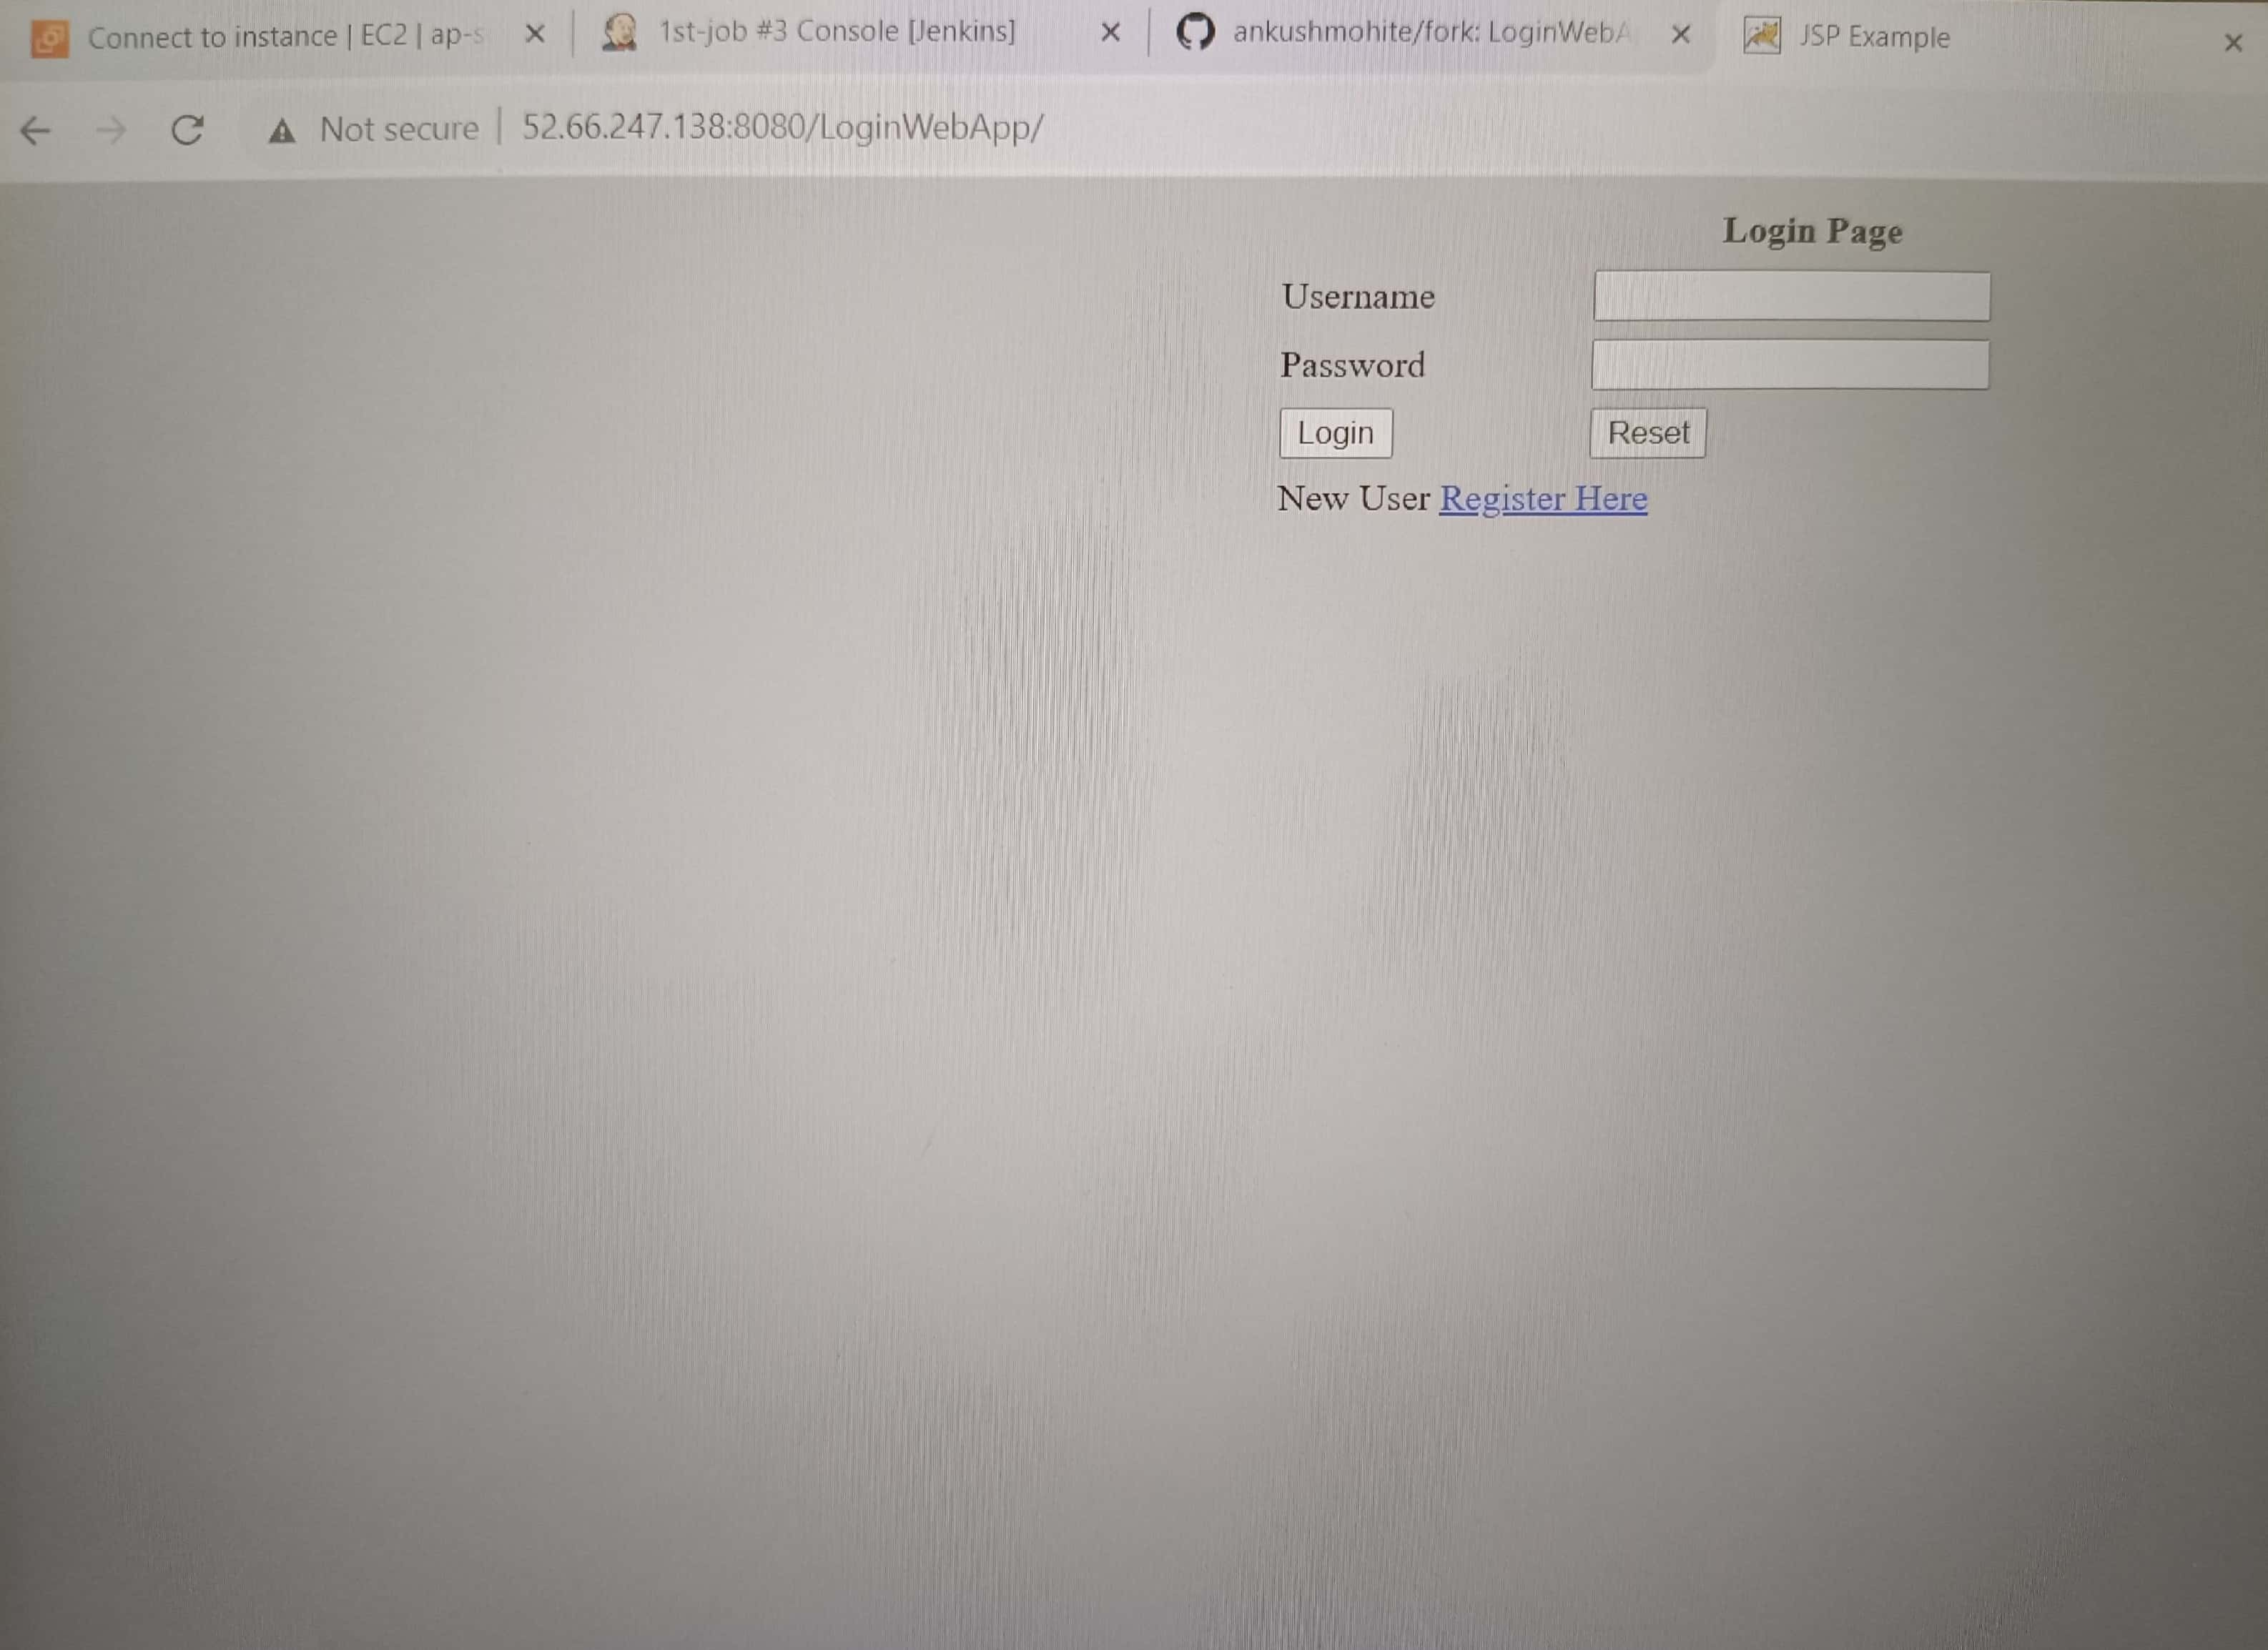 Connect to instance | EC2 | ap-s
1st-job #3 Console [Jenkins]
ankushmohite/fork: LoginWebA
JSP Example
Not secure
52.66.247.138:8080/LoginWebApp/
Login Page
Username
Password
Login Reset
New User Register Here